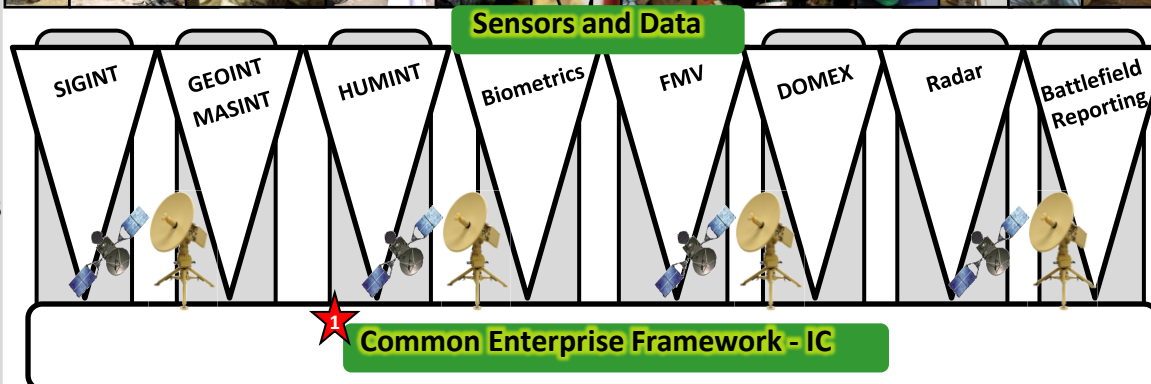 Sensors and Data
SIGINT
GEOINT
MASINT
HUMINT
Biometrics
FMV
DOMEX
Radar
Battlefield
Reporting
1
Common Enterprise Framework - IC